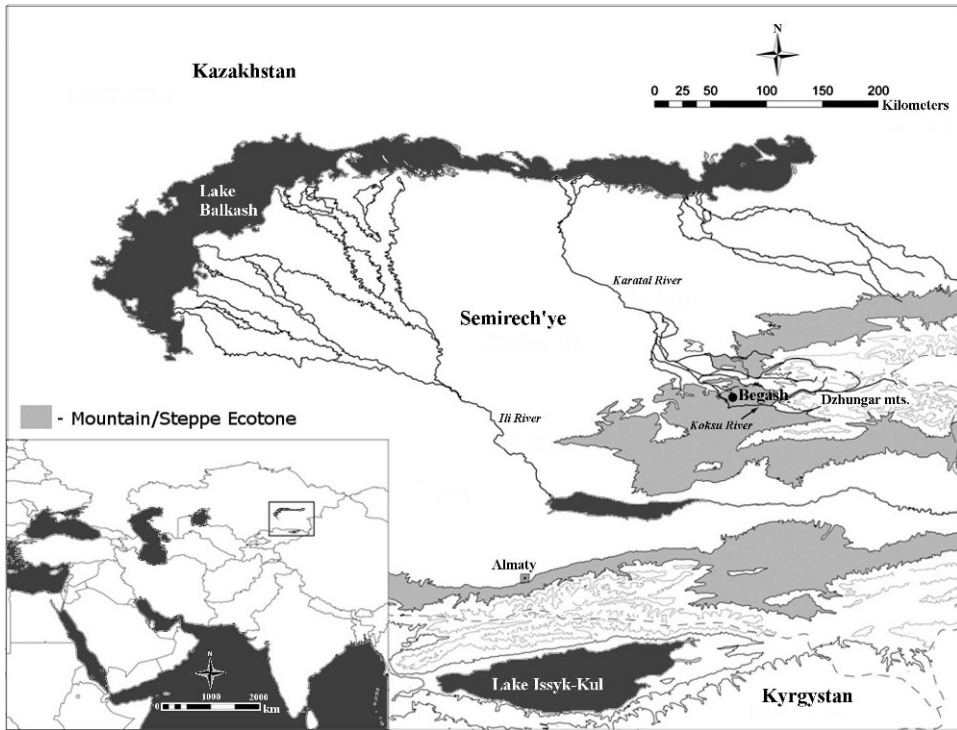 N
Kazakhstan
0 25 50 100 150 200
Kilometers
Lake
Balkash
Karatal River
Semirech'ye
Begash
Dzhungar mts.
- Mountain/Steppe Ecotone
Ili River
Koksu River
Almaty
N
Lake Issyk-Kul
Kyrgystan
0 1000 2000
km